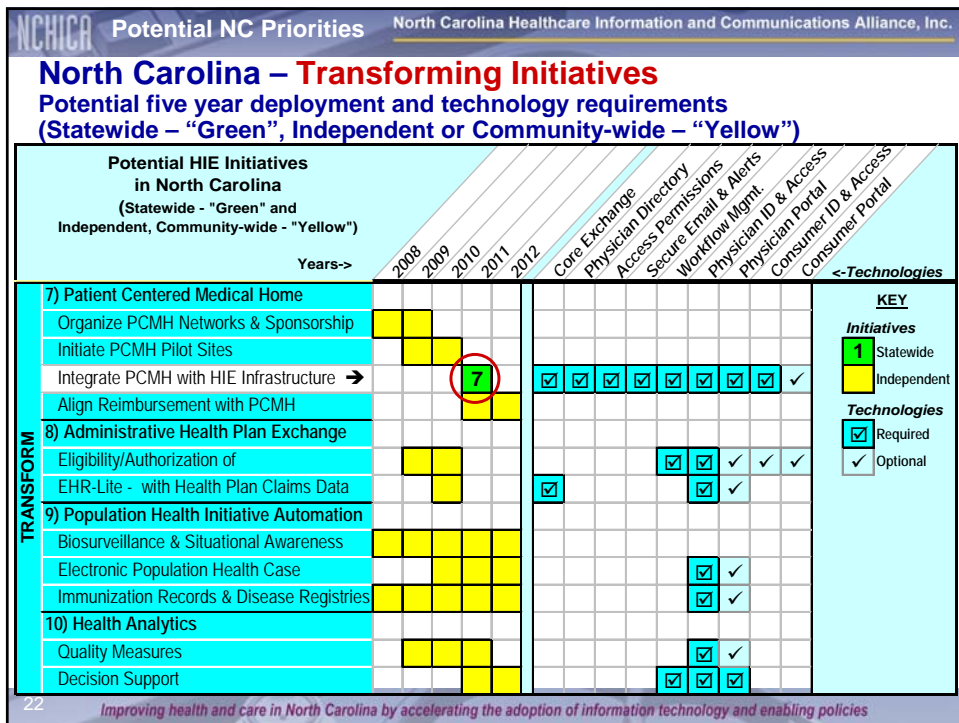 NCHICA Potential NC Priorities North Carolina Healthcare Information and Communications Alliance, Inc.
North Carolina – Transforming Initiatives
Potential five year deployment and technology requirements
(Statewide – “Green”, Independent or Community-wide – “Yellow”)
Potential HIE Initiatives
in North Carolina
(Statewide - "Green" and
Independent, Community-wide - "Yellow")
Years->
2008
2009
2010
2011
2012
Core Exchange
Physician Directory
Access Permissions
Secure Email & Alerts
Workflow Mgmt.
Physician ID & Access
Physician Portal
Consumer ID & Access
Consumer Portal
<-Technologies
TRANSFORM
7) Patient Centered Medical Home
Organize PCMH Networks & Sponsorship
Initiate PCMH Pilot Sites
Integrate PCMH with HIE Infrastructure ➔ 7 ☑ ☑ ☑ ☑ ☑ ☑ ☑ ☑ ✓
Align Reimbursement with PCMH
8) Administrative Health Plan Exchange
Eligibility/Authorization of ☑ ☑ ✓ ✓ ✓
EHR-Lite - with Health Plan Claims Data ☑ ☑ ✓
9) Population Health Initiative Automation
Biosurveillance & Situational Awareness
Electronic Population Health Case ☑ ✓
Immunization Records & Disease Registries ☑ ✓
10) Health Analytics
Quality Measures ☑ ✓
Decision Support ☑ ☑ ☑
KEY
Initiatives
1 Statewide
Independent
Technologies
☑ Required
✓ Optional
22
Improving health and care in North Carolina by accelerating the adoption of information technology and enabling policies